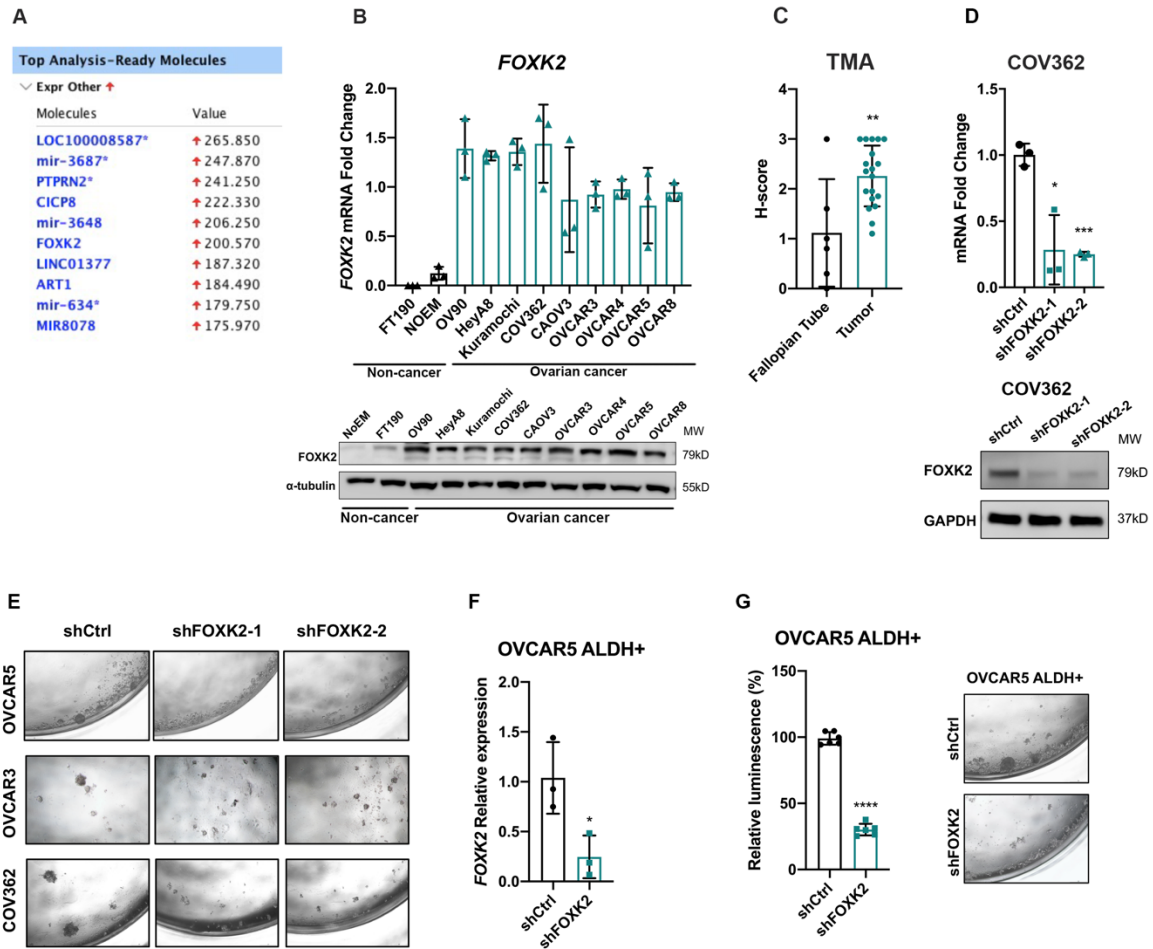 A
Top Analysis-Ready Molecules
Expr Other
Molecules Value
LOC100008587* 265.850
mir-3687* 247.870
PTPRN2* 241.250
CICP8 222.330
mir-3648 206.250
FOXK2 200.570
LINC01377 187.320
ART1 184.490
mir-634* 179.750
MIR8078 175.970
B
FOXK2
FOXK2 mRNA Fold Change
2.0
1.5
1.0
0.5
0.0
FT190
NOEM
OV90
HeyA8
Kuramochi
COV362
CAOV3
OVCAR3
OVCAR4
OVCAR5
OVCAR8
Non-cancer
Ovarian cancer
NoEM
FT190
OV90
HeyA8
Kuramochi
COV362
CAOV3
OVCAR3
OVCAR4
OVCAR5
OVCAR8
MW
FOXK2 79kD
α-tubulin 55kD
Non-cancer
Ovarian cancer
C
TMA
H-score
4
3
2
1
0
**
Fallopian Tube
Tumor
D
COV362
mRNA Fold Change
1.5
1.0
0.5
0.0
*
***
shCtrl
shFOXK2-1
shFOXK2-2
COV362
shCtrl
shFOXK2-1
shFOXK2-2
MW
FOXK2 79kD
GAPDH 37kD
E
shCtrl shFOXK2-1 shFOXK2-2
OVCAR5
OVCAR3
COV362
F
OVCAR5 ALDH+
FOXK2 Relative expression
2.0
1.5
1.0
0.5
0.0
*
shCtrl
shFOXK2
G
OVCAR5 ALDH+
Relative luminescence (%)
150
100
50
0
****
shCtrl
shFOXK2
OVCAR5 ALDH+
shCtrl
shFOXK2